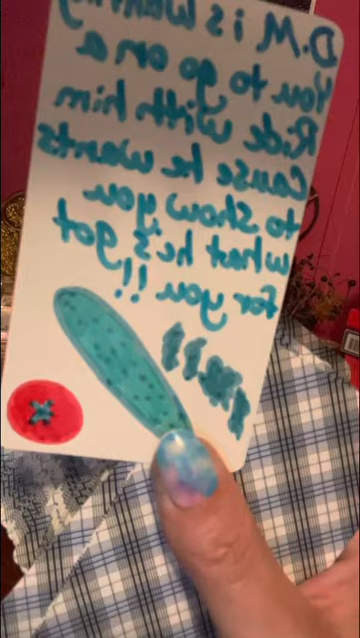 D.M is wanting
You to go on a
Ride with him
Cause he wants
to show you
what he's got
for you!!!